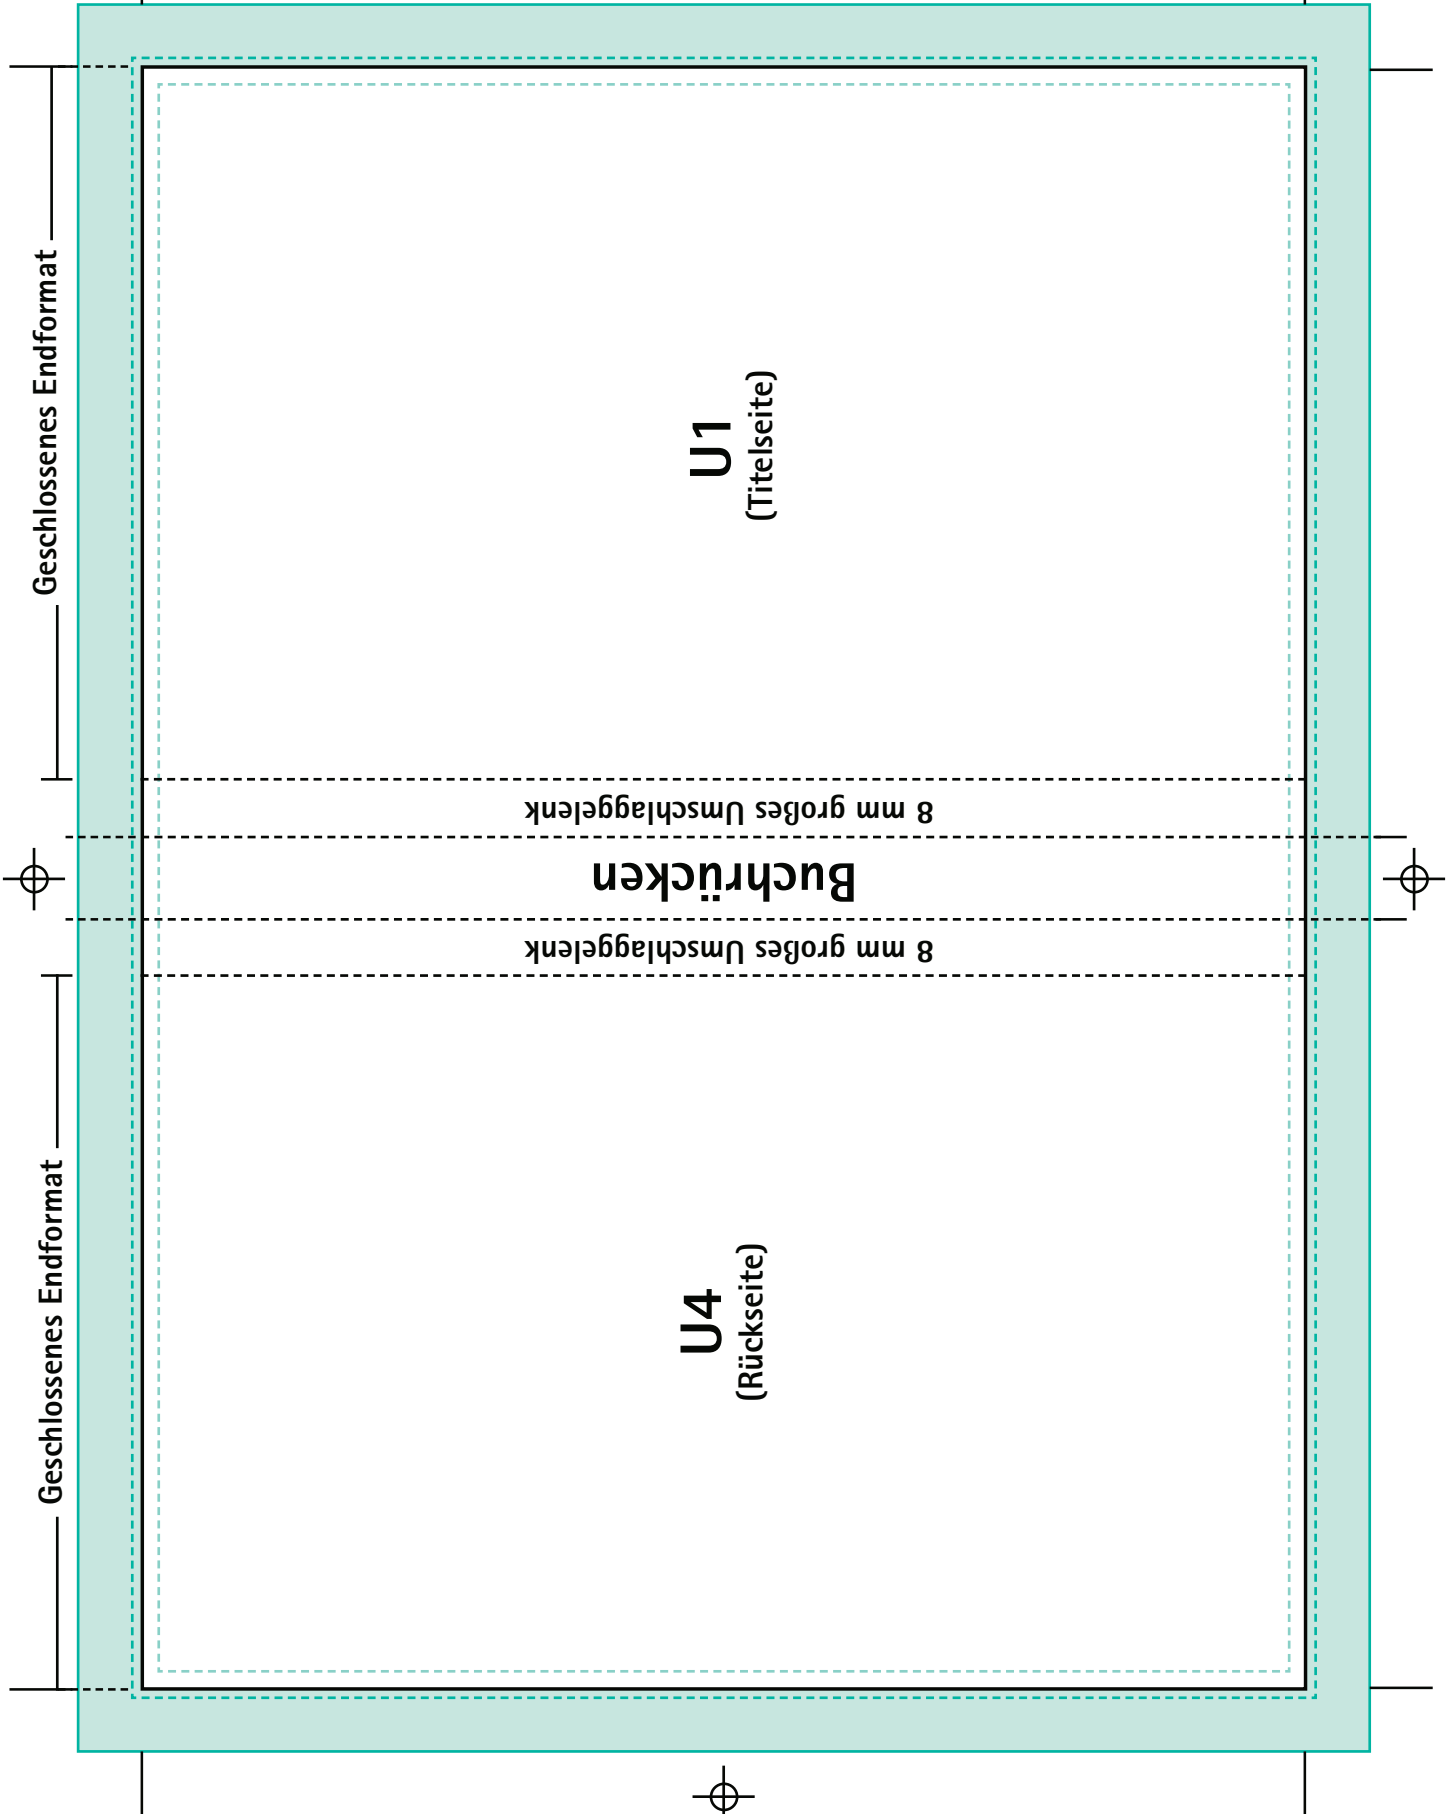 Geschlossenes Endformat
U1
(Titelseite)
8 mm großes Umschlaggelenk
Buchrücken
8 mm großes Umschlaggelenk
Geschlossenes Endformat
U4
(Rückseite)